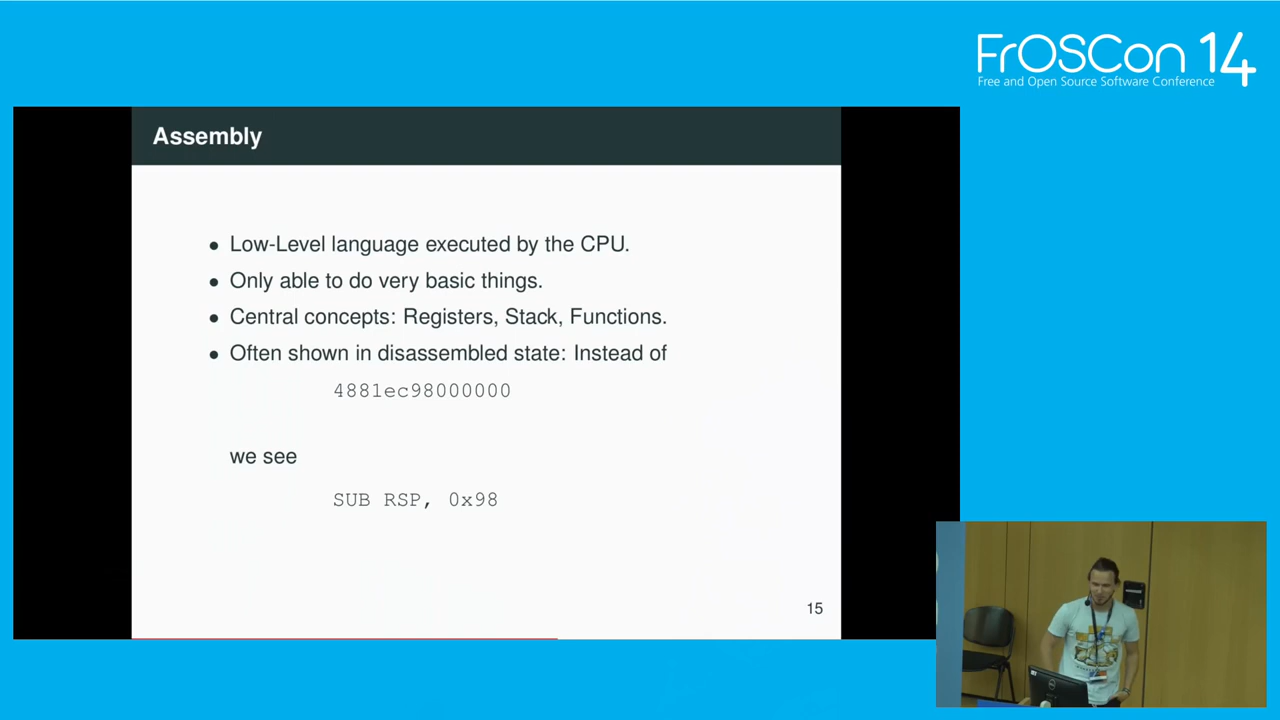 FrOSCon 14
Free and Open Source Software Conference
Assembly
• Low-Level language executed by the CPU.
• Only able to do very basic things.
• Central concepts: Registers, Stack, Functions.
• Often shown in disassembled state: Instead of
4881ec98000000
we see
SUB RSP, 0x98
15